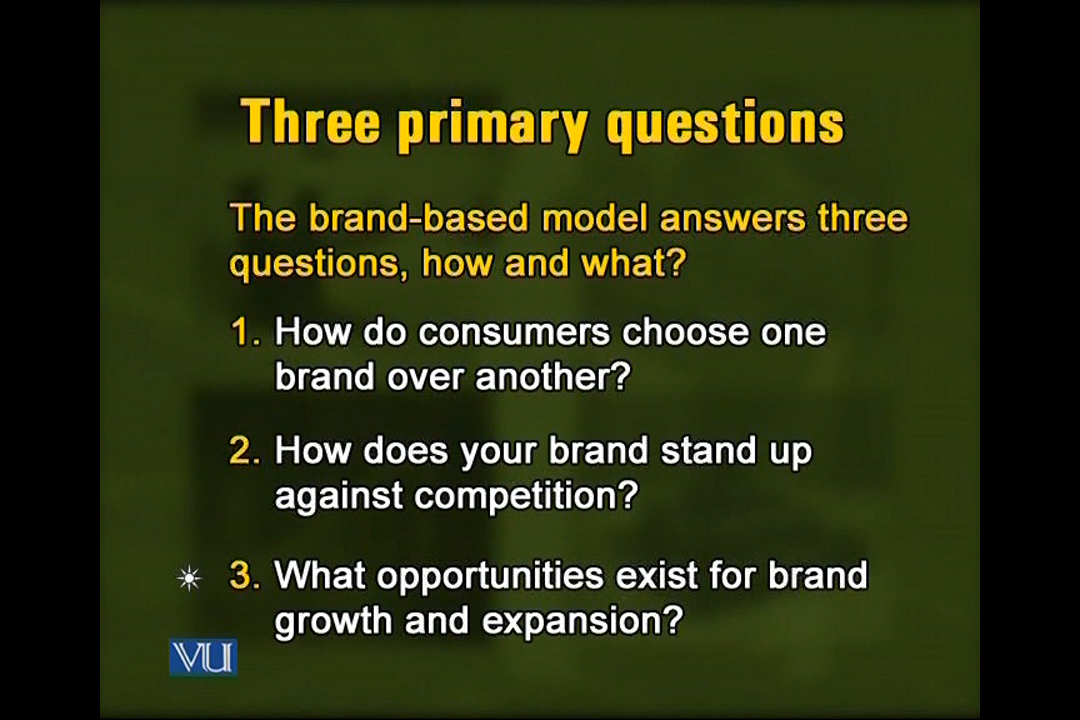 Three primary questions
The brand-based model answers three
questions, how and what?
1. How do consumers choose one
brand over another?
2. How does your brand stand up
against competition?
3. What opportunities exist for brand
growth and expansion?
VU